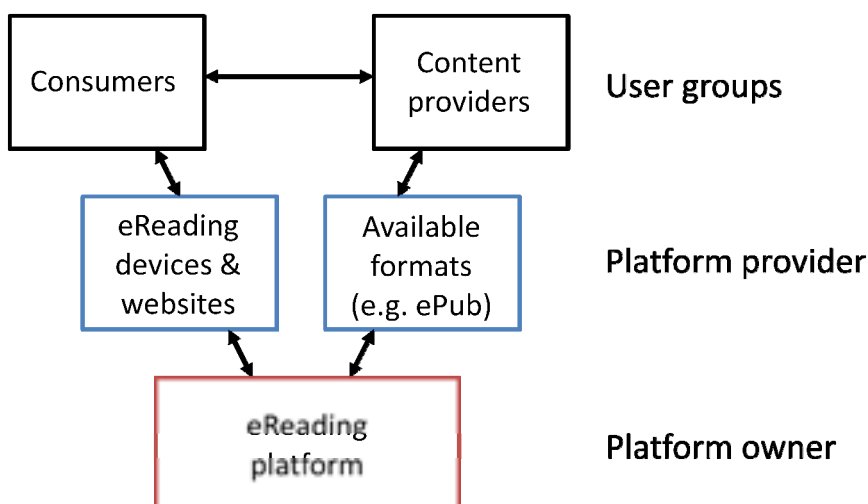 Consumers
Content
providers
User groups
eReading
devices &
websites
Available
formats
(e.g. ePub)
Platform provider
eReading
platform
Platform owner